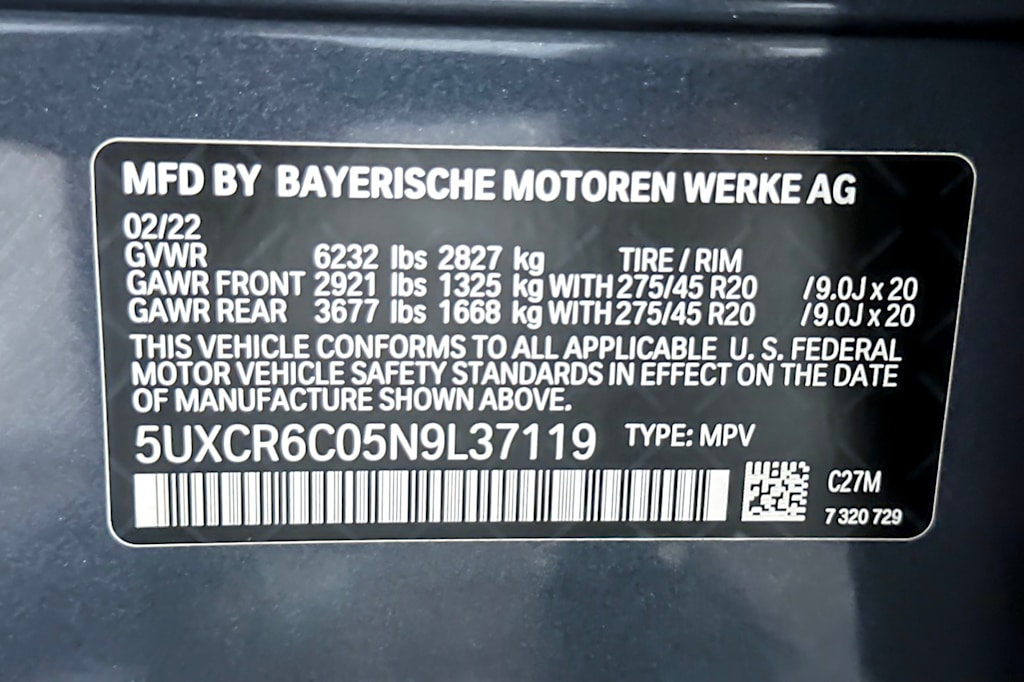 MFD BY BAYERISCHE MOTOREN WERKE AG
02/22
GVWR 6232 lbs 2827 kg TIRE / RIM
GAWR FRONT 2921 lbs 1325 kg WITH 275/45 R20 / 9.0J x 20
GAWR REAR 3677 lbs 1668 kg WITH 275/45 R20 / 9.0J x 20
THIS VEHICLE CONFORMS TO ALL APPLICABLE U. S. FEDERAL
MOTOR VEHICLE SAFETY STANDARDS IN EFFECT ON THE DATE
OF MANUFACTURE SHOWN ABOVE.
5UXCR6C05N9L37119 TYPE: MPV
C27M
7 320 729